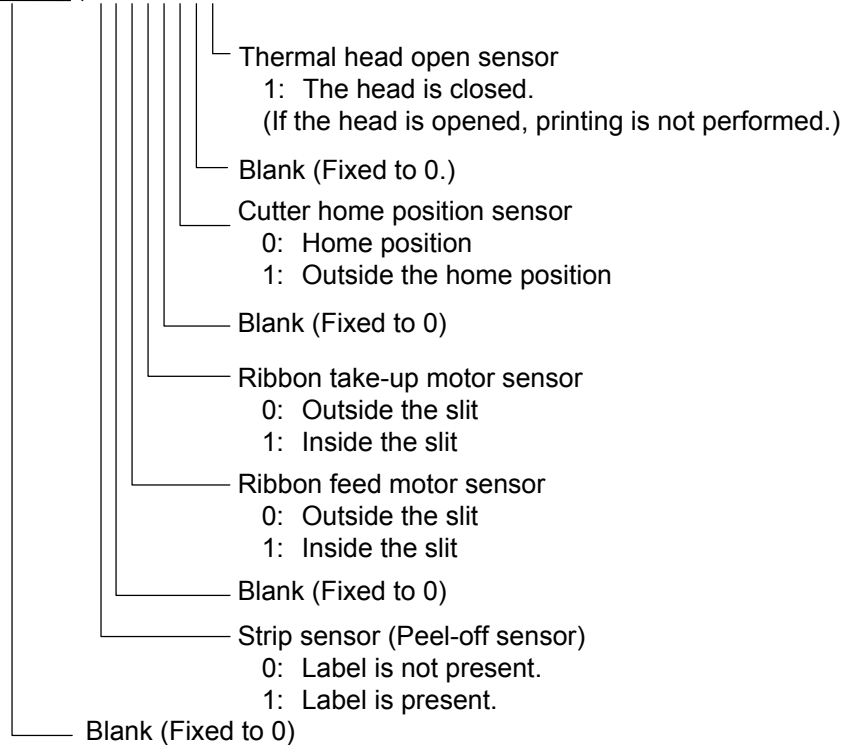 Thermal head open sensor
1: The head is closed.
(If the head is opened, printing is not performed.)
Blank (Fixed to 0.)
Cutter home position sensor
0: Home position
1: Outside the home position
Blank (Fixed to 0)
Ribbon take-up motor sensor
0: Outside the slit
1: Inside the slit
Ribbon feed motor sensor
0: Outside the slit
1: Inside the slit
Blank (Fixed to 0)
Strip sensor (Peel-off sensor)
0: Label is not present.
1: Label is present.
Blank (Fixed to 0)